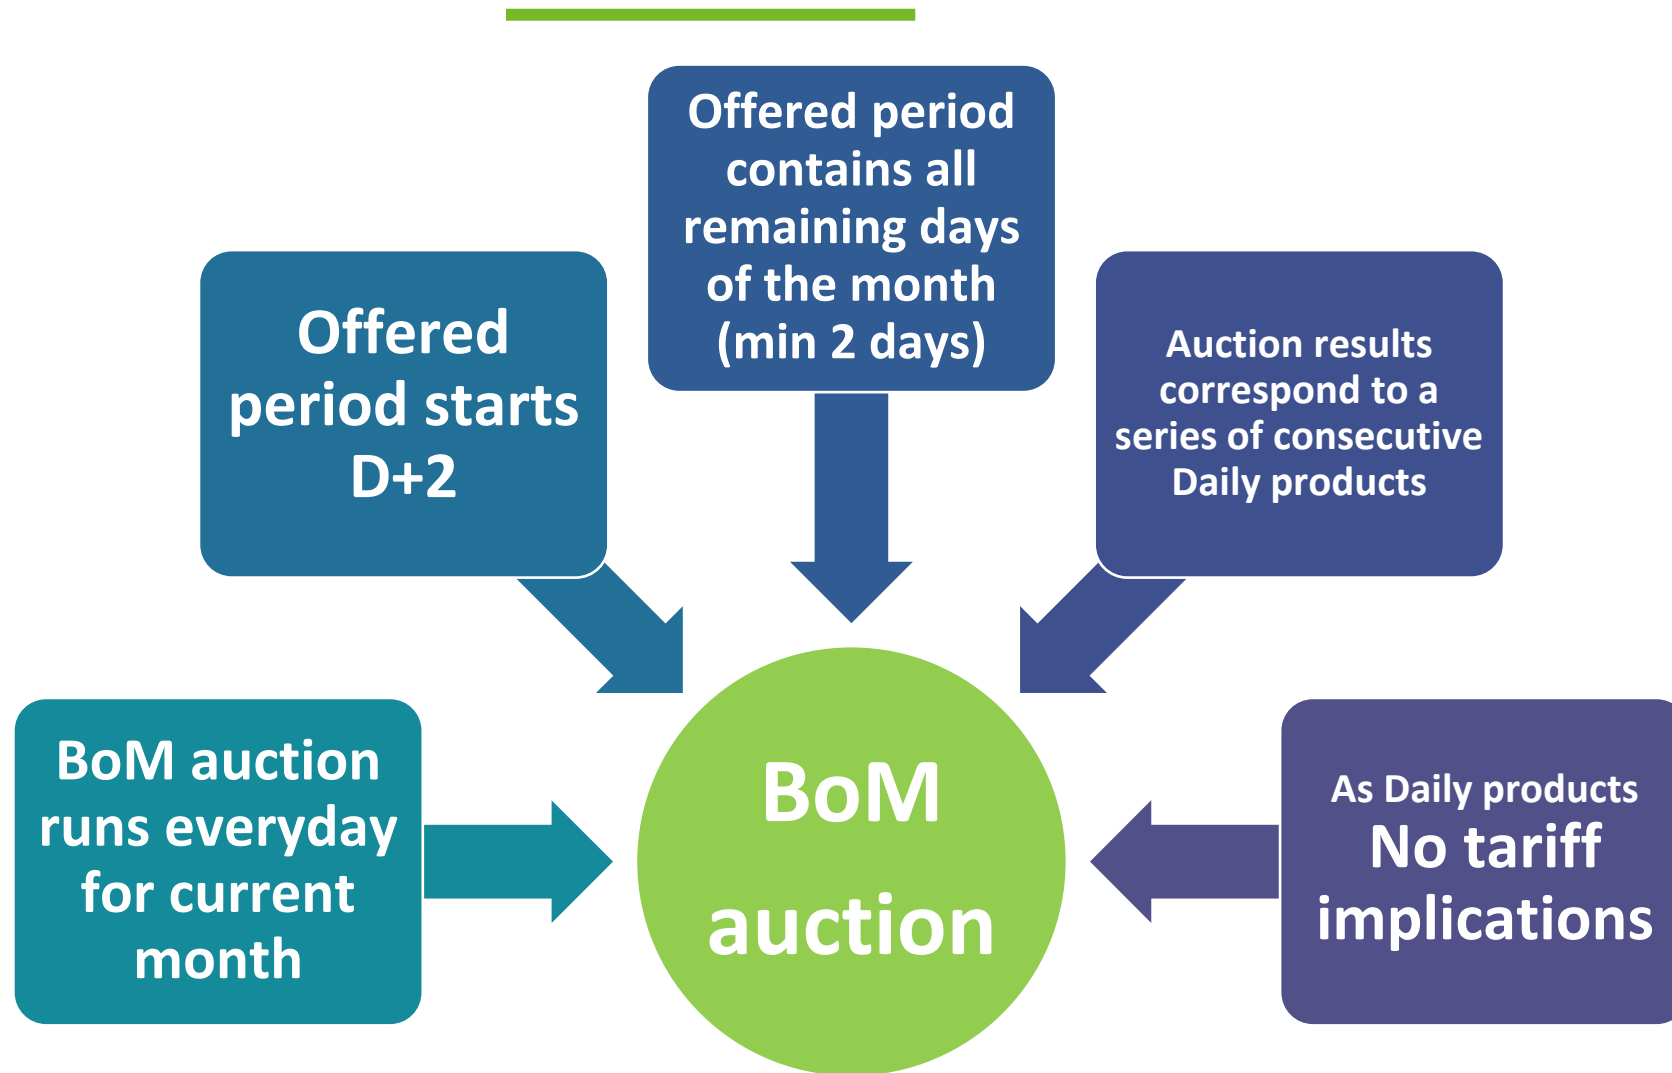 Offered period
contains all
remaining days
of the month
(min 2 days)
Offered
period starts
D+2
Auction results
correspond to a
series of consecutive
Daily products
BoM auction
runs everyday
for current
month
BoM
auction
As Daily products
No tariff
implications